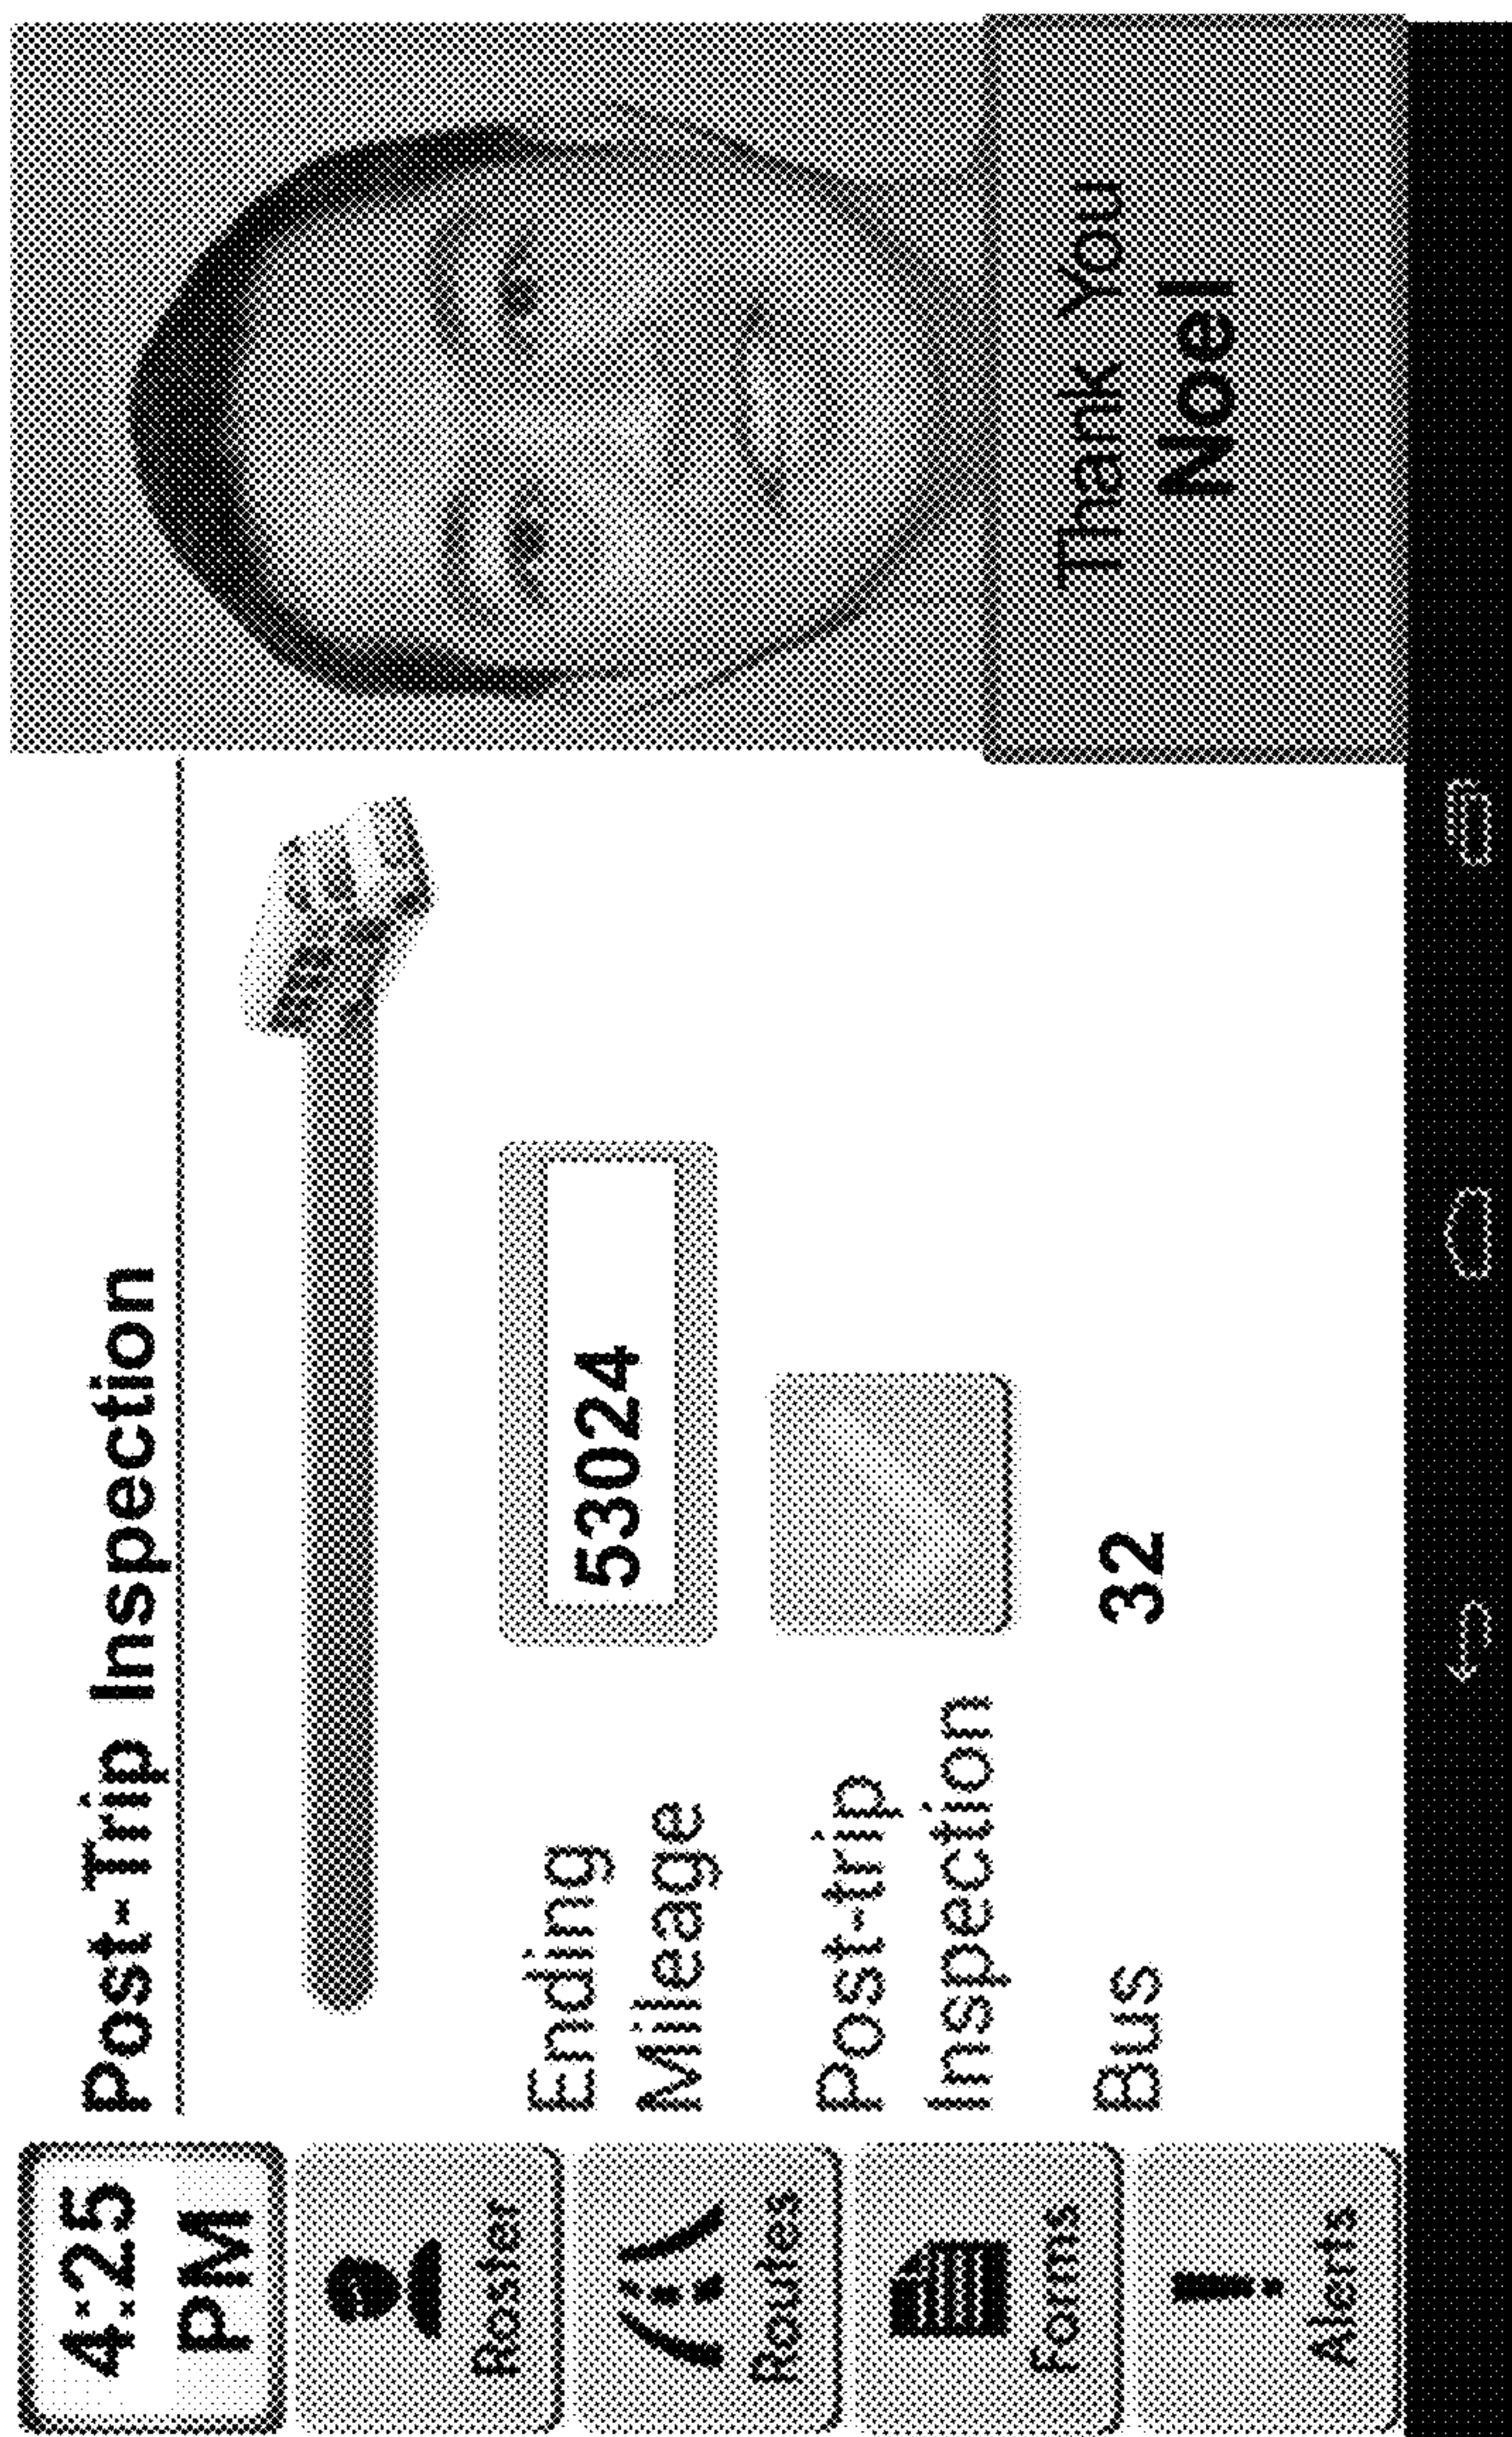 4:25
PM
Roster
Routes
Forms
Alerts
Post-Trip Inspection
Ending
Mileage
53024
Post-trip
Inspection
Bus
32
Thank You
Noel